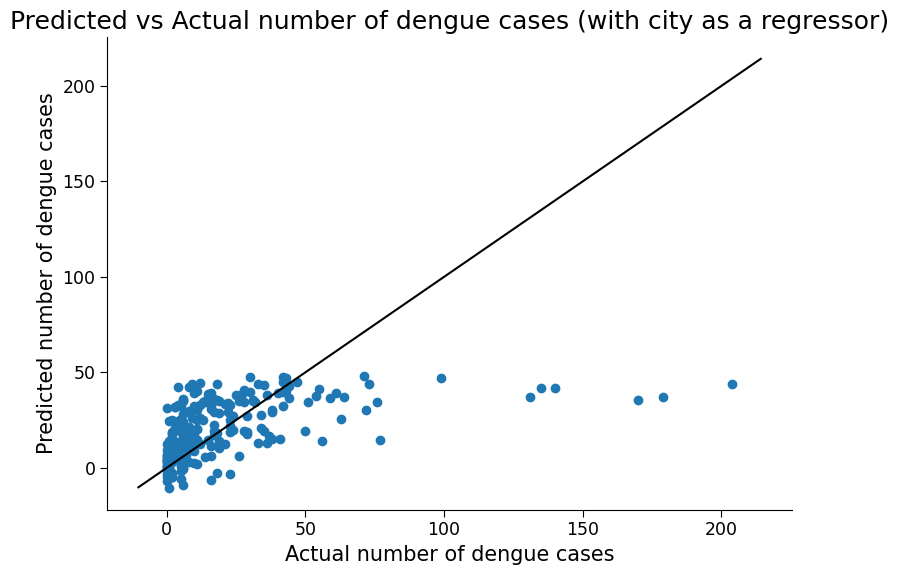 Predicted vs Actual number of dengue cases (with city as a regressor)
Predicted number of dengue cases
200
150
100
50
0
0 50 100 150 200
Actual number of dengue cases